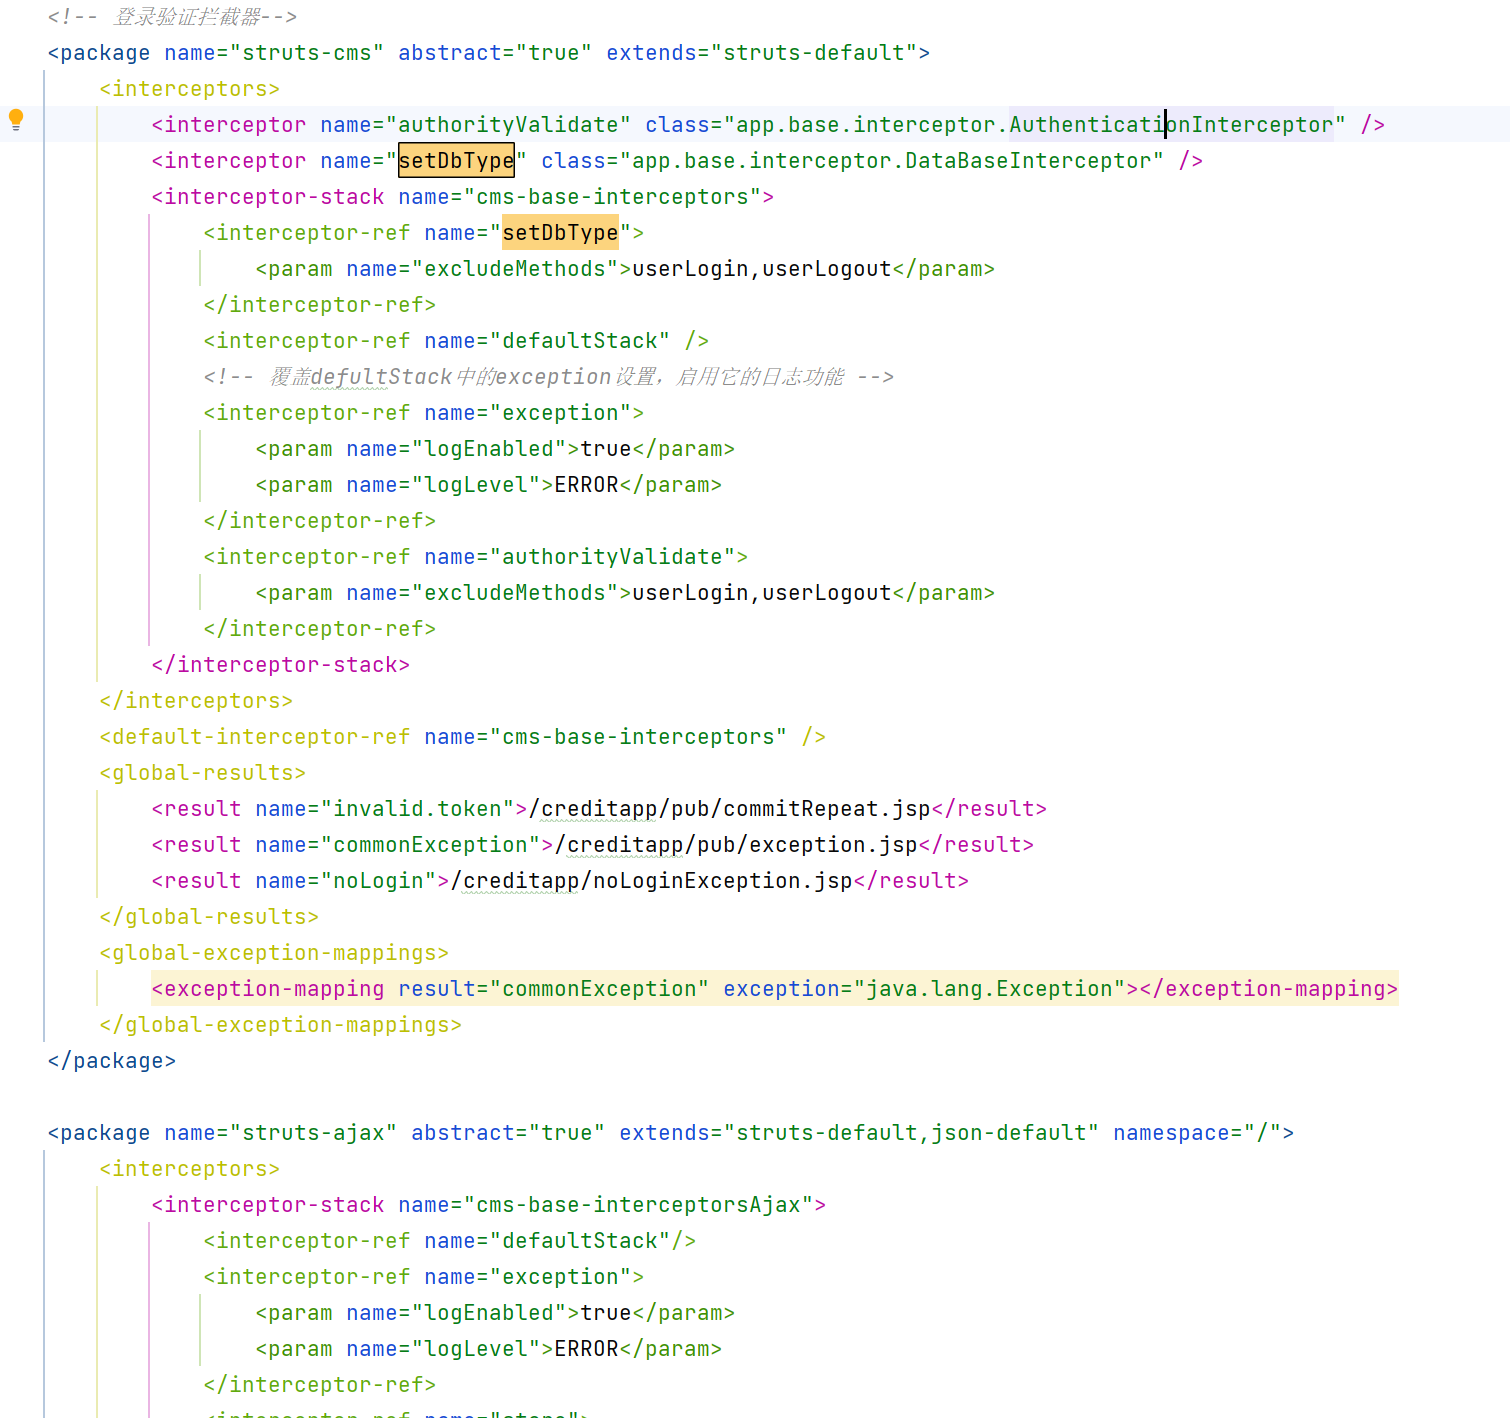 <!-- 登录验证拦截器-->
<package name="struts-cms" abstract="true" extends="struts-default">
<interceptors>
<interceptor name="authorityValidate" class="app.base.interceptor.AuthenticationInterceptor" />
<interceptor name="setDbType" class="app.base.interceptor.DataBaseInterceptor" />
<interceptor-stack name="cms-base-interceptors">
<interceptor-ref name="setDbType">
<param name="excludeMethods">userLogin,userLogout</param>
</interceptor-ref>
<interceptor-ref name="defaultStack" />
<!-- 覆盖defultStack中的exception设置，启用它的日志功能 -->
<interceptor-ref name="exception">
<param name="logEnabled">true</param>
<param name="logLevel">ERROR</param>
</interceptor-ref>
<interceptor-ref name="authorityValidate">
<param name="excludeMethods">userLogin,userLogout</param>
</interceptor-ref>
</interceptor-stack>
</interceptors>
<default-interceptor-ref name="cms-base-interceptors" />
<global-results>
<result name="invalid.token">/creditapp/pub/commitRepeat.jsp</result>
<result name="commonException">/creditapp/pub/exception.jsp</result>
<result name="noLogin">/creditapp/noLoginException.jsp</result>
</global-results>
<global-exception-mappings>
<exception-mapping result="commonException" exception="java.lang.Exception"></exception-mapping>
</global-exception-mappings>
</package>
<package name="struts-ajax" abstract="true" extends="struts-default,json-default" namespace="/">
<interceptors>
<interceptor-stack name="cms-base-interceptorsAjax">
<interceptor-ref name="defaultStack"/>
<interceptor-ref name="exception">
<param name="logEnabled">true</param>
<param name="logLevel">ERROR</param>
</interceptor-ref>